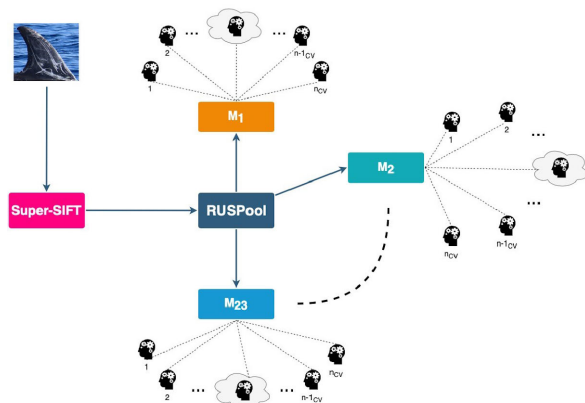 2 ... ... n-1CV
1 nCV
M1
1 2 ...
M2
Super-SIFT RUSPool
...
nCV n-1CV
M23
1 nCV
2 ... ... n-1CV